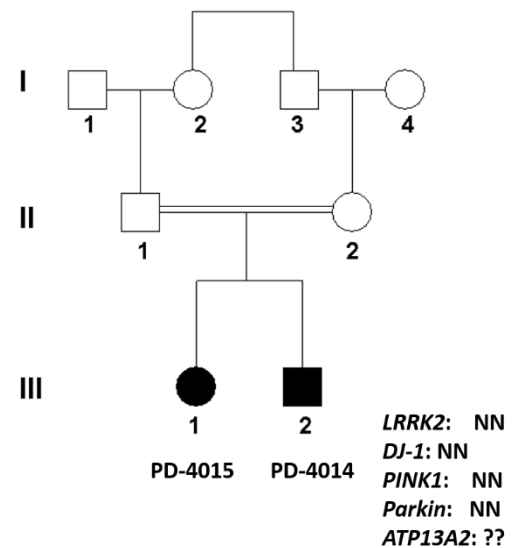 I
1 2 3 4
II
1 2
III
1 2
PD-4015 PD-4014
LRRK2: NN
DJ-1: NN
PINK1: NN
Parkin: NN
ATP13A2: ??